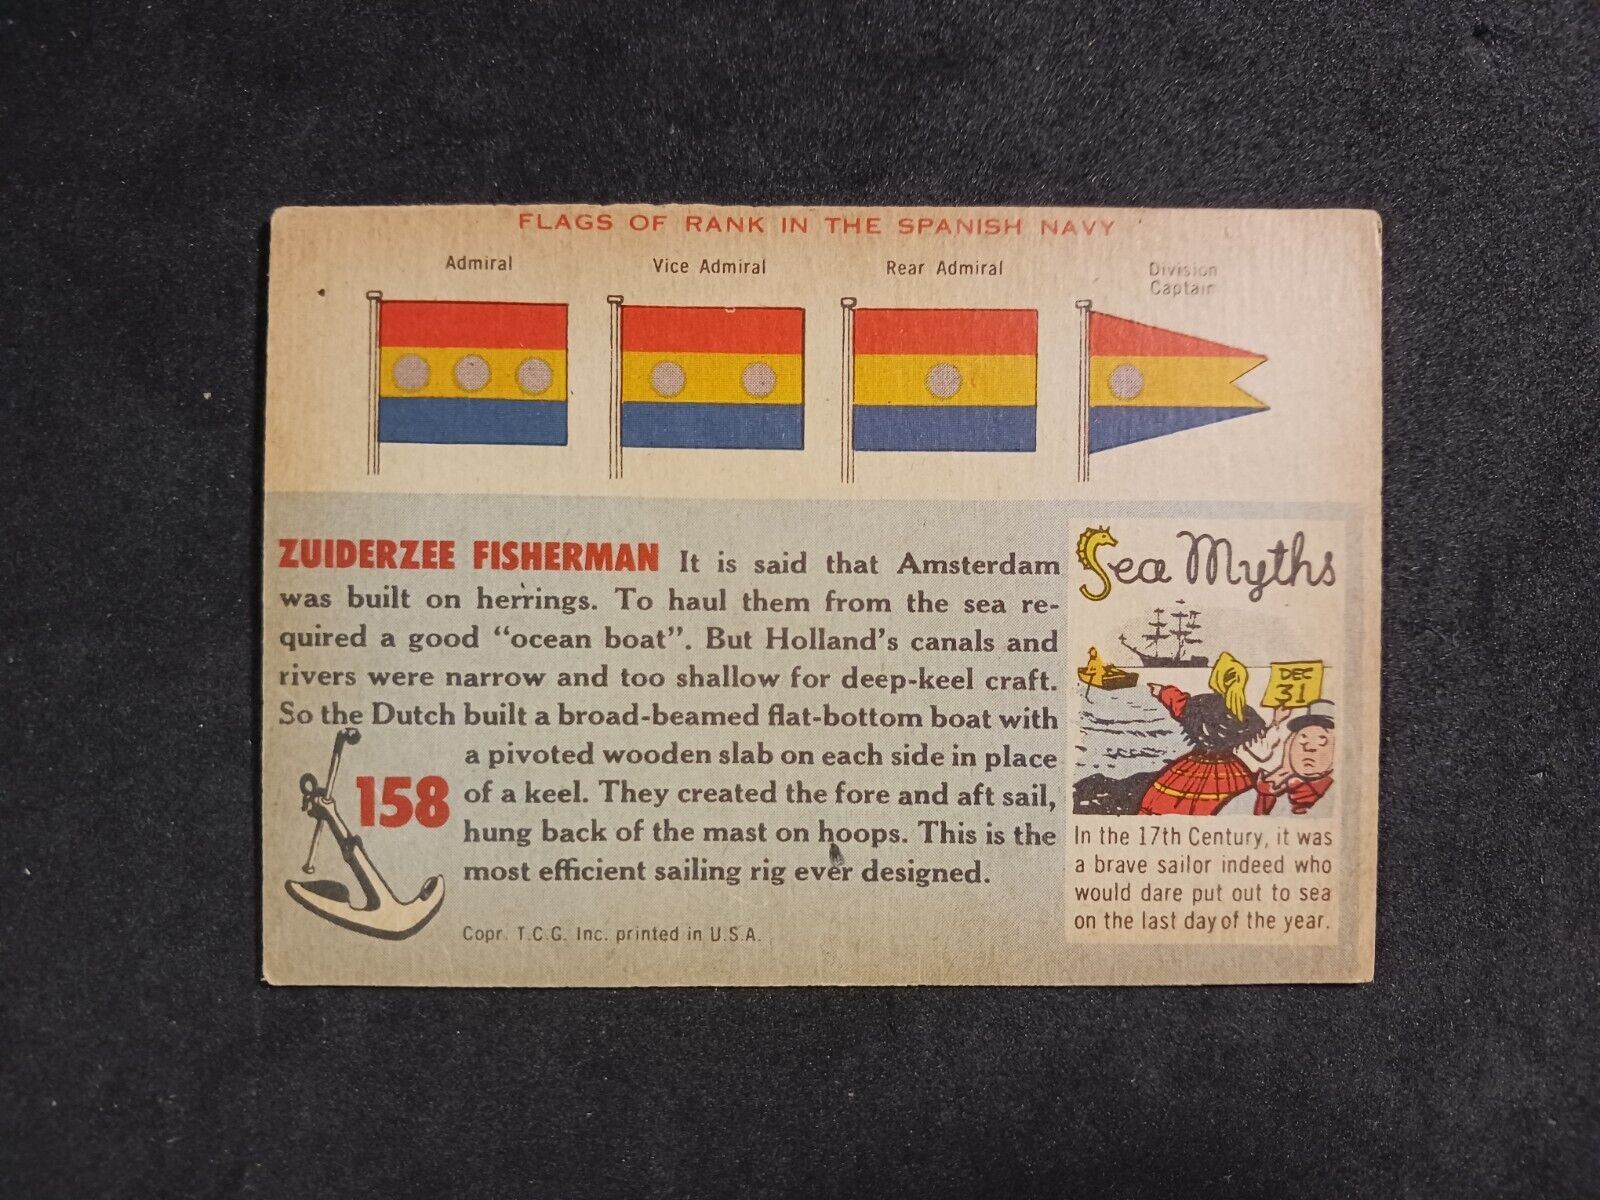 FLAGS OF RANK IN THE SPANISH NAVY
Admiral
Vice Admiral
Rear Admiral
Division
Captain
ZUIDERZEE FISHERMAN It is said that Amsterdam
was built on herrings. To haul them from the sea re-
quired a good "ocean boat". But Holland's canals and
rivers were narrow and too shallow for deep-keel craft.
So the Dutch built a broad-beamed flat-bottom boat with
a pivoted wooden slab on each side in place
of a keel. They created the fore and aft sail,
hung back of the mast on hoops. This is the
most efficient sailing rig ever designed.
158
Copr. T.C.G. Inc. printed in U.S.A.
Sea Myths
DEC
31
In the 17th Century, it was
a brave sailor indeed who
would dare put out to sea
on the last day of the year.